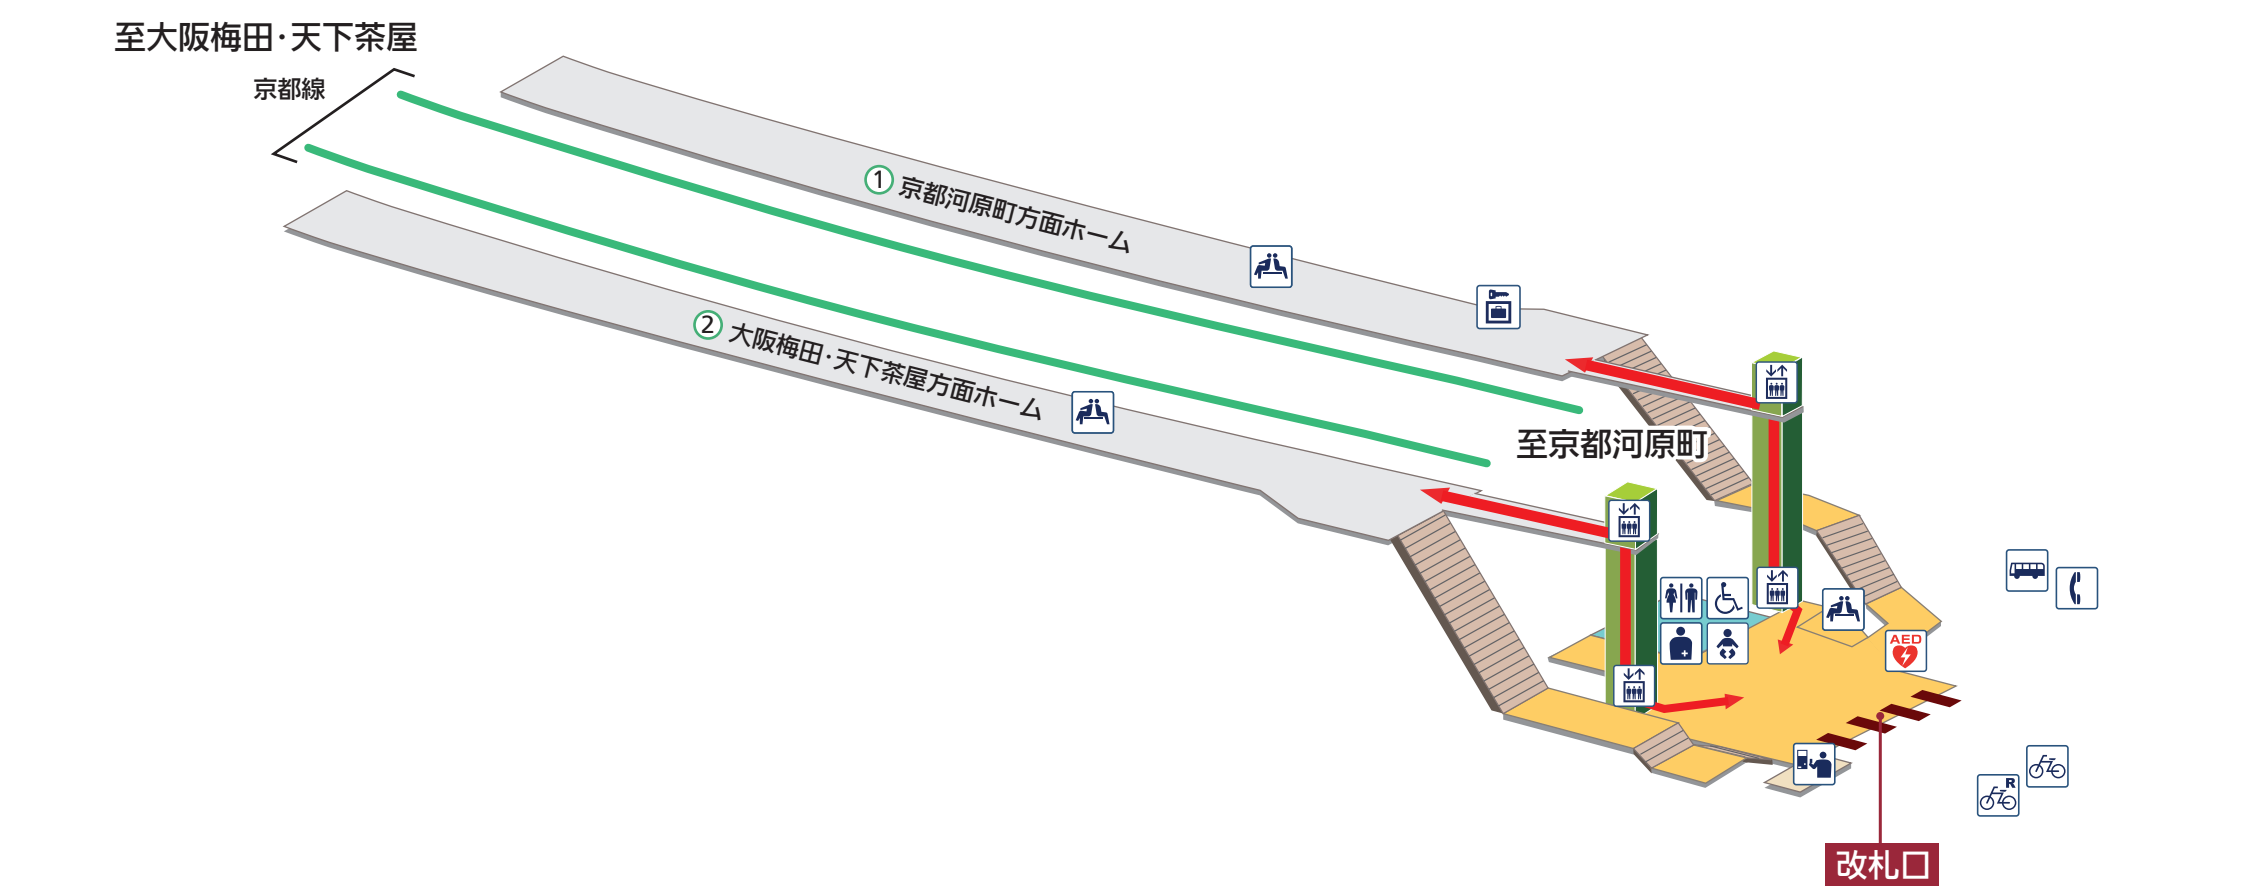 至大阪梅田・天下茶屋
京都線
1 京都河原町方面ホーム
2 大阪梅田・天下茶屋方面ホーム
至京都河原町
AED
R
改札口